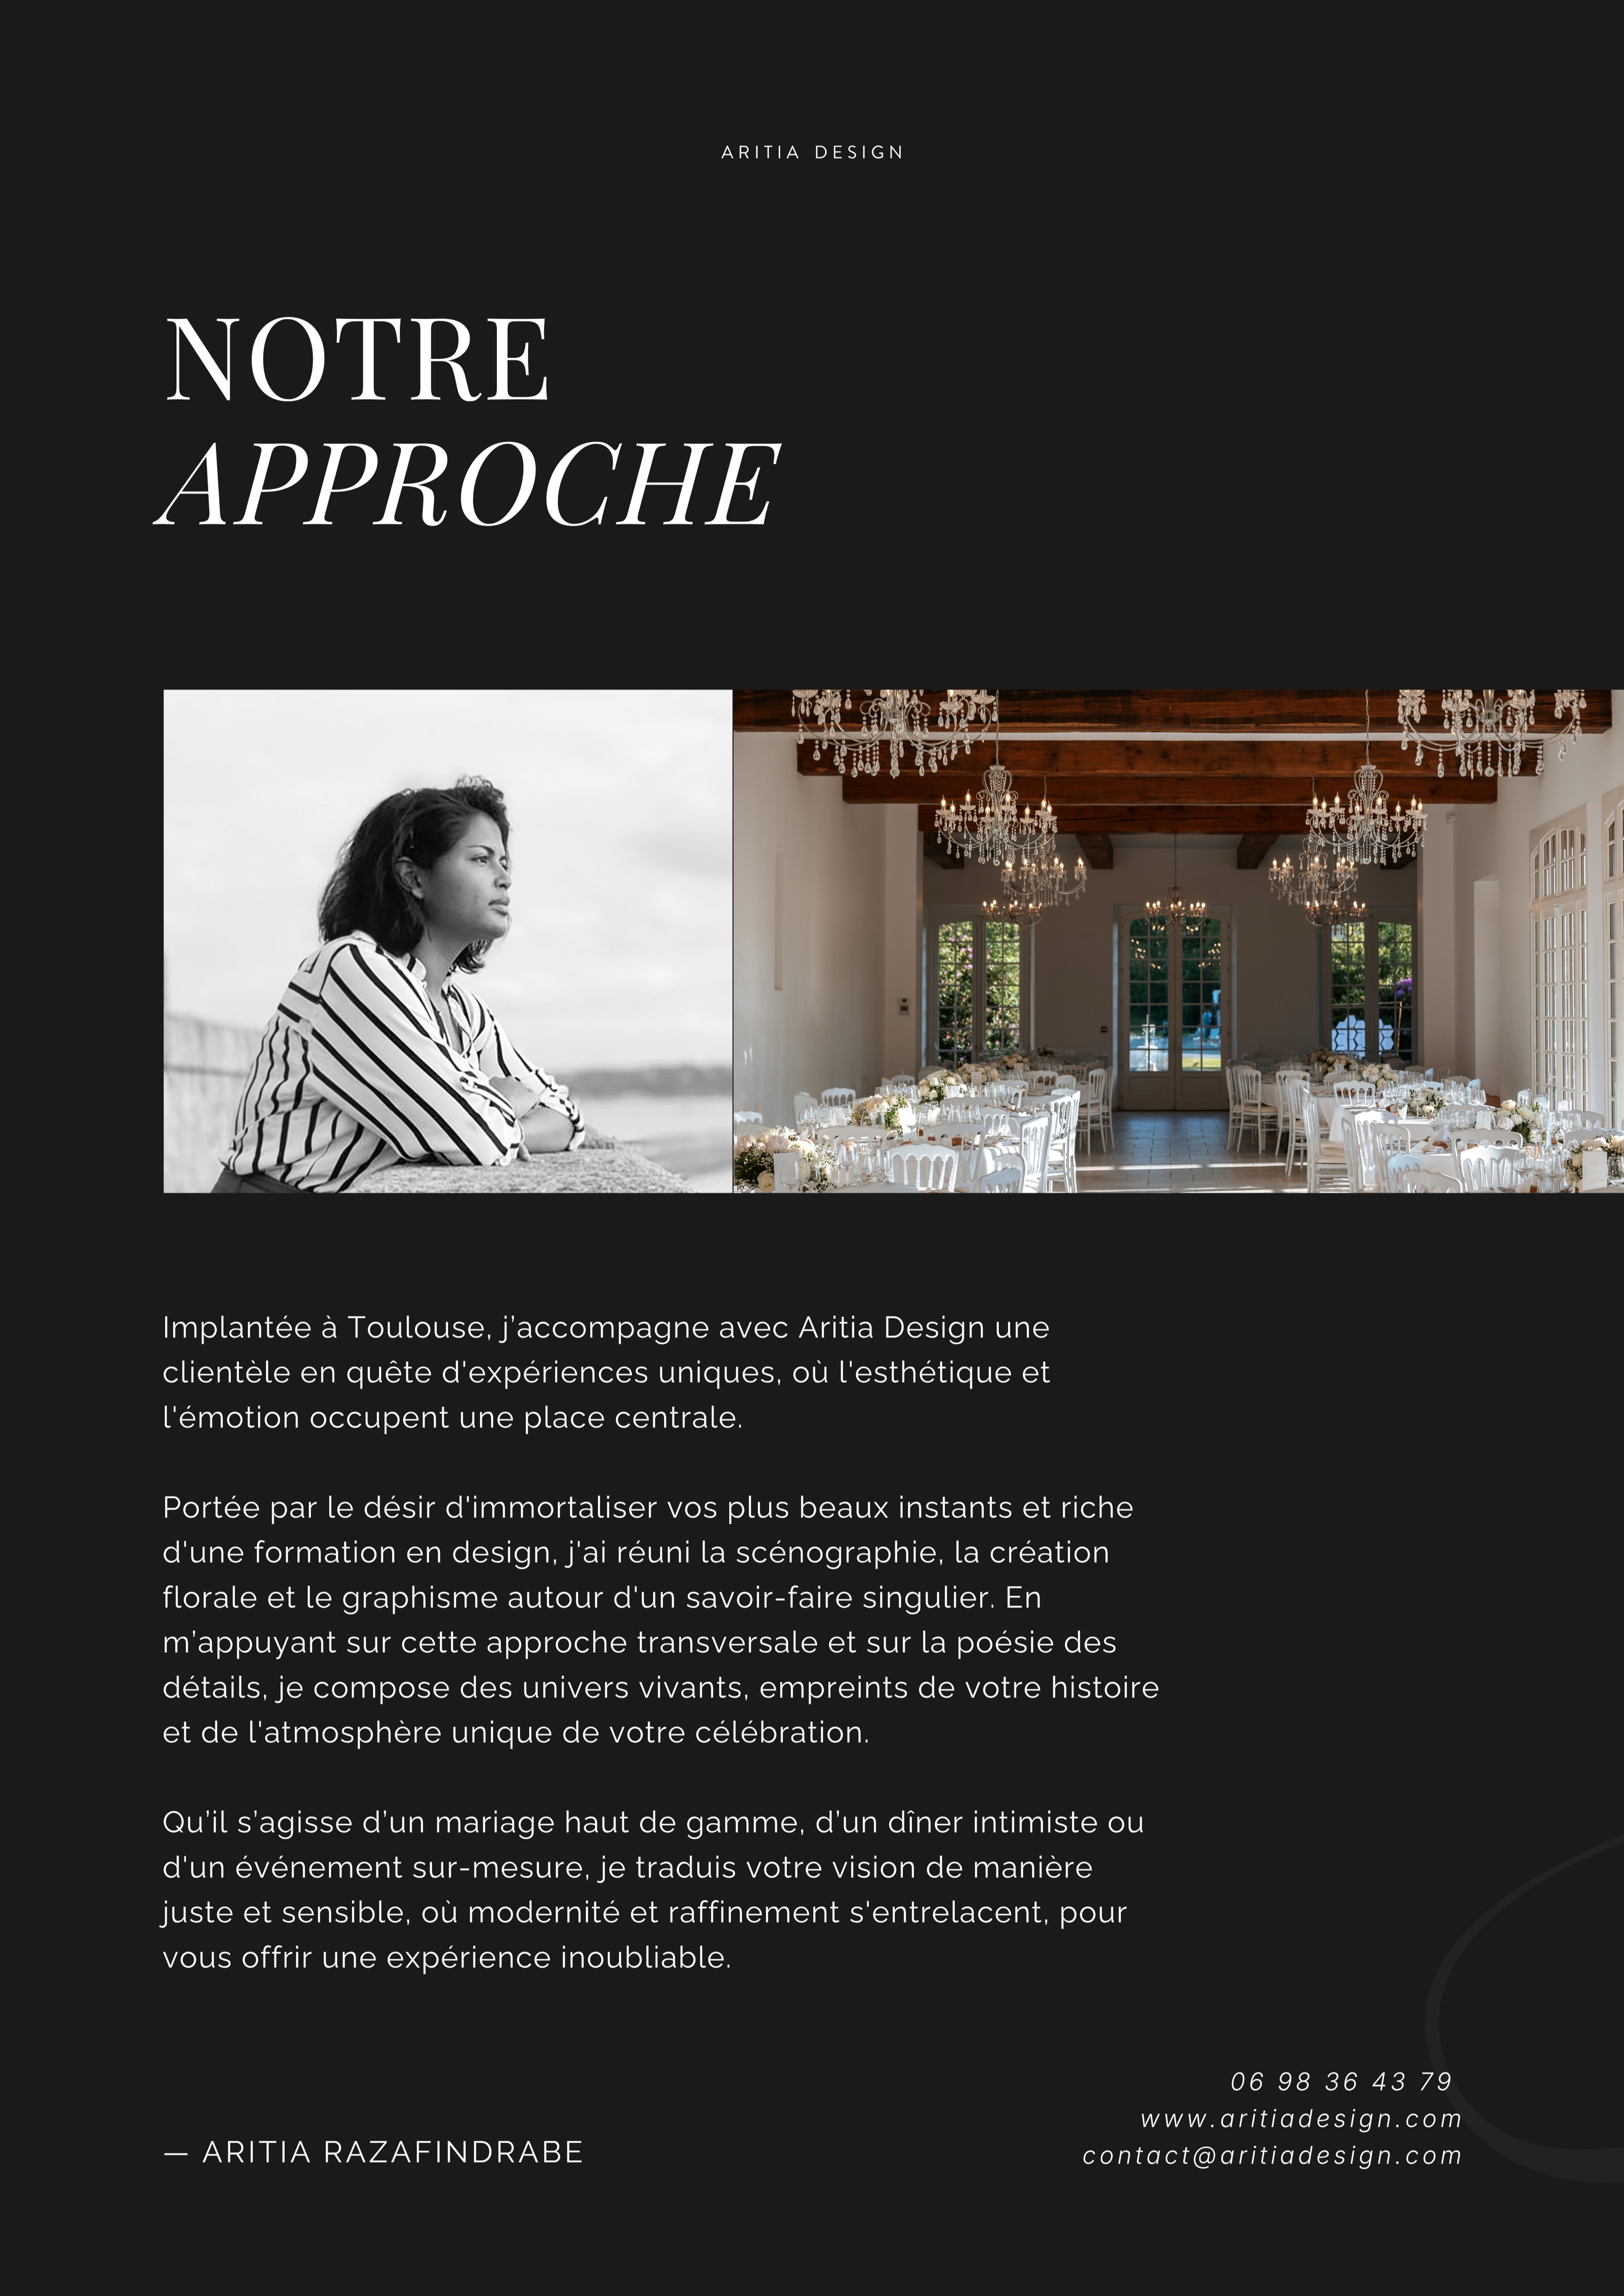 ARITIA DESIGN
NOTRE
APPROCHE
Implantée à Toulouse, j’accompagne avec Aritia Design une
clientèle en quête d'expériences uniques, où l'esthétique et
l'émotion occupent une place centrale.
Portée par le désir d'immortaliser vos plus beaux instants et riche
d'une formation en design, j'ai réuni la scénographie, la création
florale et le graphisme autour d'un savoir-faire singulier. En
m’appuyant sur cette approche transversale et sur la poésie des
détails, je compose des univers vivants, empreints de votre histoire
et de l'atmosphère unique de votre célébration.
Qu’il s’agisse d’un mariage haut de gamme, d’un dîner intimiste ou
d'un événement sur-mesure, je traduis votre vision de manière
juste et sensible, où modernité et raffinement s'entrelacent, pour
vous offrir une expérience inoubliable.
— ARITIA RAZAFINDRABE
06 98 36 43 79
www.aritiadesign.com
contact@aritiadesign.com